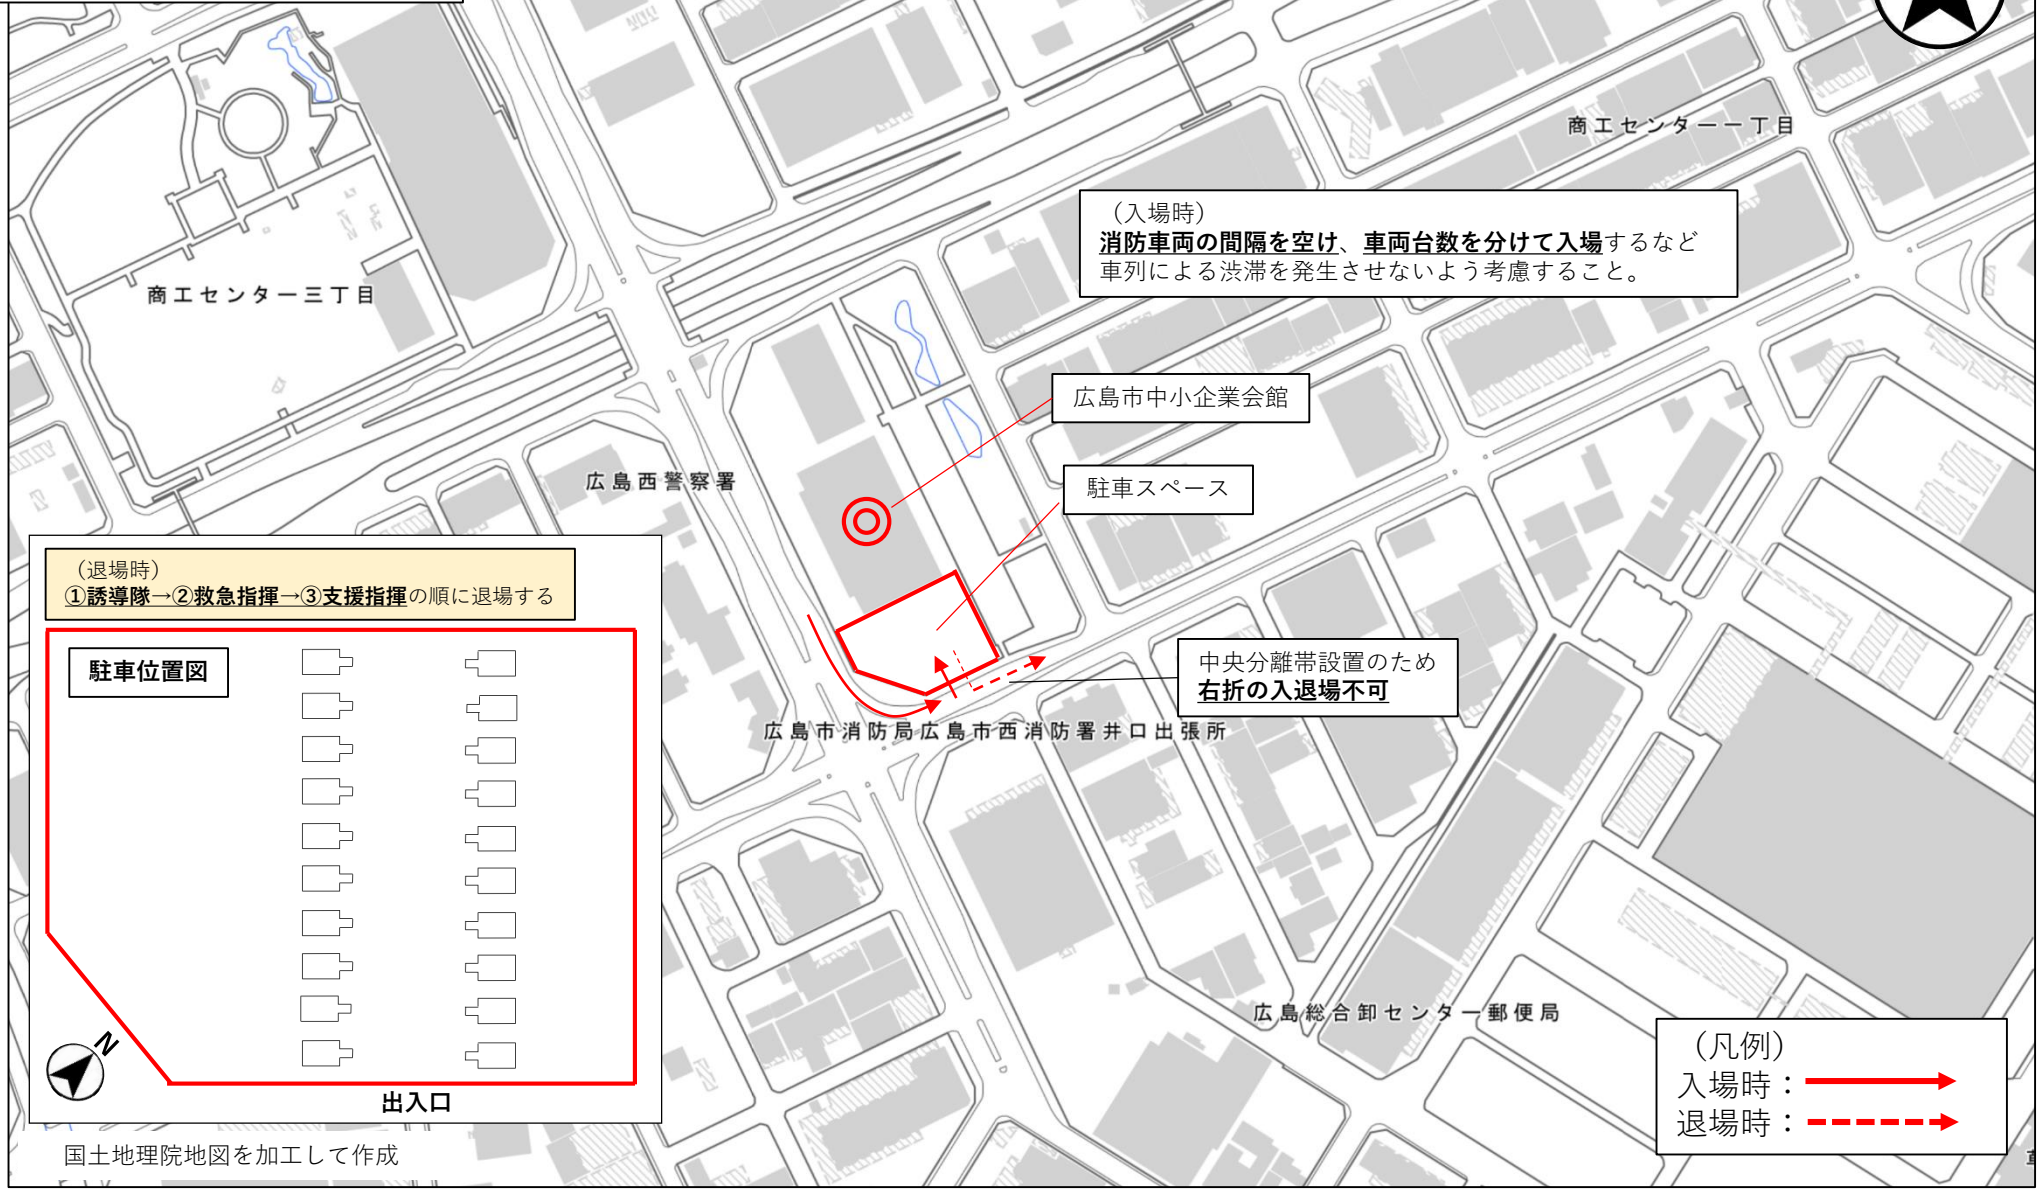 商工センター一丁目
(入場時)
消防車両の間隔を空け、車両台数を分けて入場するなど
車列による渋滞を発生させないよう考慮すること。
商工センター三丁目
広島市中小企業会館
広島西警察署
駐車スペース
(退場時)
①誘導隊→②救急指揮→③支援指揮の順に退場する
駐車位置図
中央分離帯設置のため
右折の入退場不可
広島市消防局広島市西消防署井口出張所
広島総合卸センター郵便局
N
出入口
(凡例)
入場時：
退場時：
国土地理院地図を加工して作成